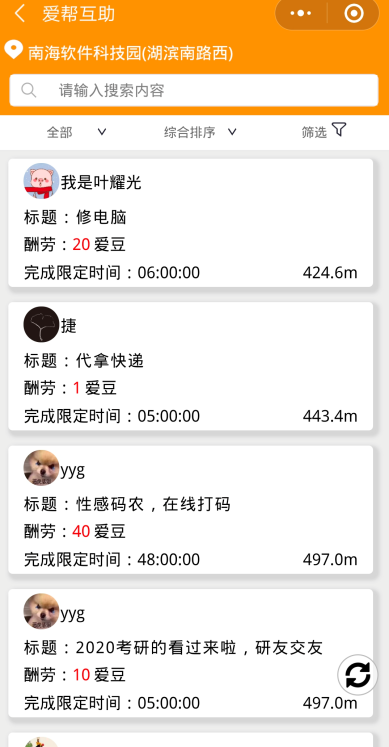 爱帮互助
南海软件科技园(湖滨南路西)
请输入搜索内容
全部 综合排序 筛选
我是叶耀光
标题：修电脑
酬劳：20 爱豆
完成限定时间：06:00:00 424.6m
捷
标题：代拿快递
酬劳：1 爱豆
完成限定时间：05:00:00 443.4m
yyg
标题：性感码农，在线打码
酬劳：40 爱豆
完成限定时间：48:00:00 497.0m
yyg
标题：2020考研的看过来啦，研友交友
酬劳：10 爱豆
完成限定时间：05:00:00 497.0m